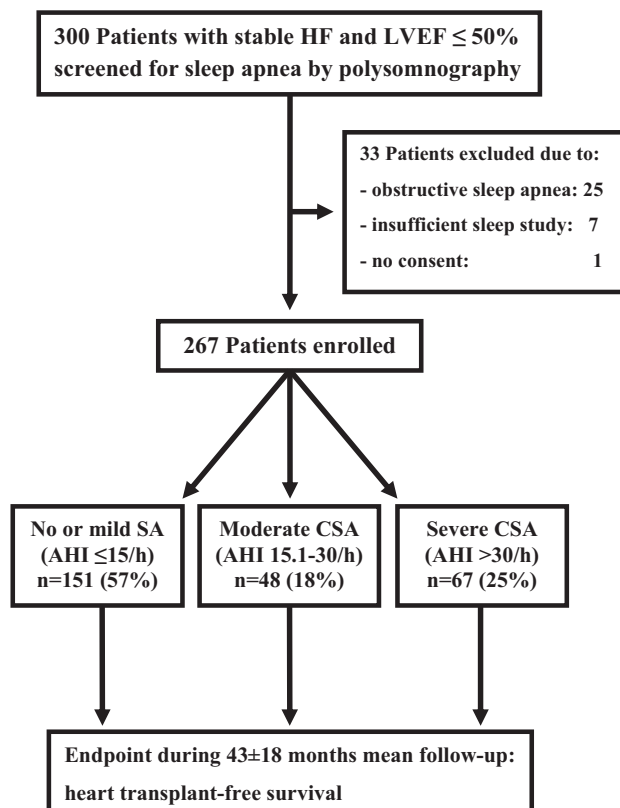 300 Patients with stable HF and LVEF ≤ 50%
screened for sleep apnea by polysomnography
33 Patients excluded due to:
- obstructive sleep apnea: 25
- insufficient sleep study: 7
- no consent: 1
267 Patients enrolled
No or mild SA
(AHI ≤15/h)
n=151 (57%)
Moderate CSA
(AHI 15.1-30/h)
n=48 (18%)
Severe CSA
(AHI >30/h)
n=67 (25%)
Endpoint during 43±18 months mean follow-up:
heart transplant-free survival